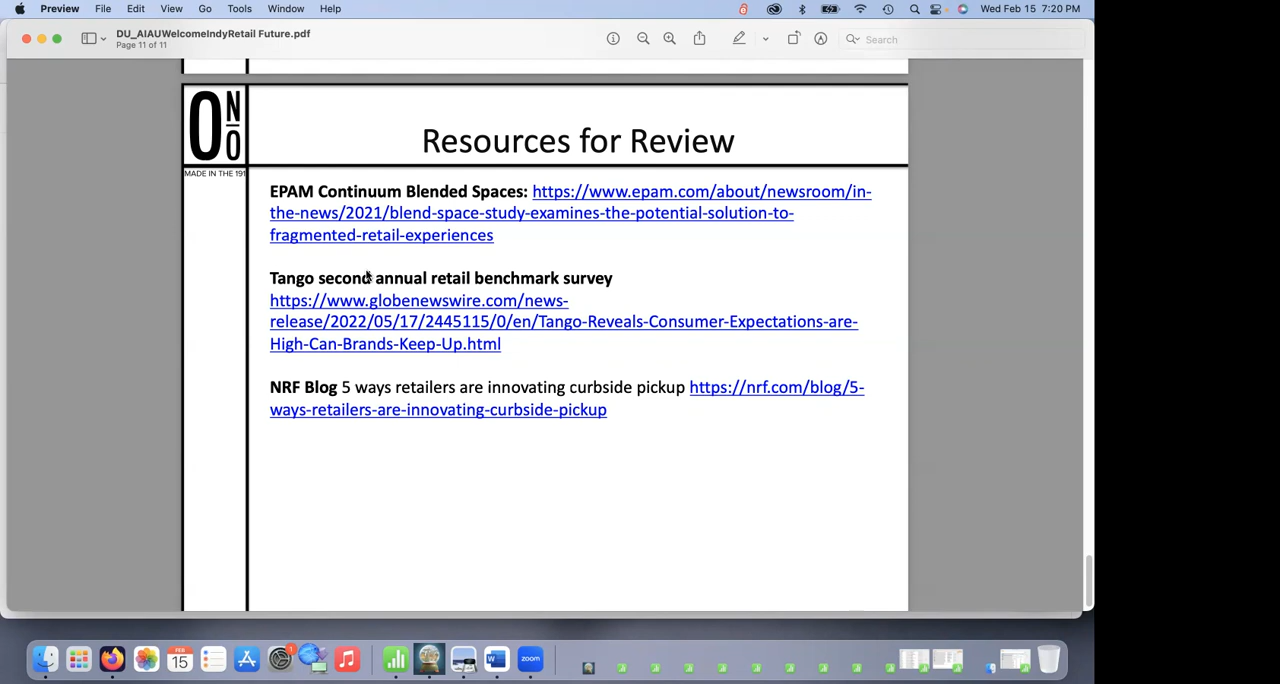 Preview File Edit View Go Tools Window Help Wed Feb 15 7:20 PM
DU_AIAUWelcomeIndyRetail Future.pdf
Page 11 of 11
Search
ONO
MADE IN THE 191
Resources for Review
EPAM Continuum Blended Spaces: https://www.epam.com/about/newsroom/in-
the-news/2021/blend-space-study-examines-the-potential-solution-to-
fragmented-retail-experiences
Tango second annual retail benchmark survey
https://www.globenewswire.com/news-
release/2022/05/17/2445115/0/en/Tango-Reveals-Consumer-Expectations-are-
High-Can-Brands-Keep-Up.html
NRF Blog 5 ways retailers are innovating curbside pickup https://nrf.com/blog/5-
ways-retailers-are-innovating-curbside-pickup
FEB
15
1
W
zoom